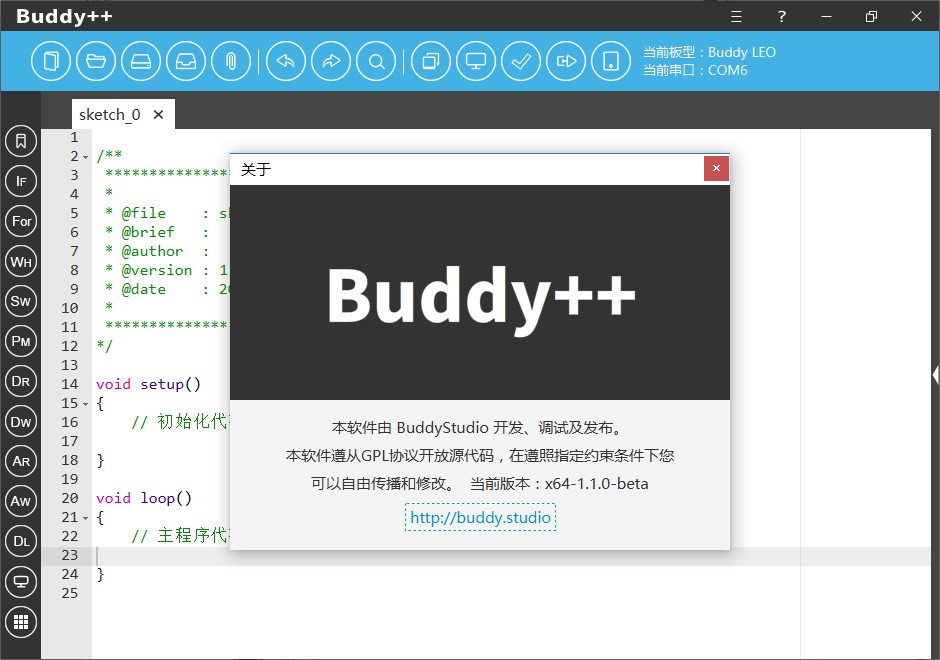 Buddy++
?
当前板型：Buddy LEO
当前串口：COM6
sketch_0
1
2 /**
3 **************
4 *
5 * @file :
6 * @brief :
7 * @author :
8 * @version : 1
9 * @date : 20
10 *
11 **************
12 */
13
14 void setup()
15 {
16 // 初始化代
17
18 }
19
20 void loop()
21 {
22 // 主程序代
23
24 }
25
IF
For
WH
SW
PM
DR
DW
AR
AW
DL
关于
Buddy++
本软件由 BuddyStudio 开发、调试及发布。
本软件遵从GPL协议开放源代码，在遵照指定约束条件下您
可以自由传播和修改。 当前版本：x64-1.1.0-beta
http://buddy.studio